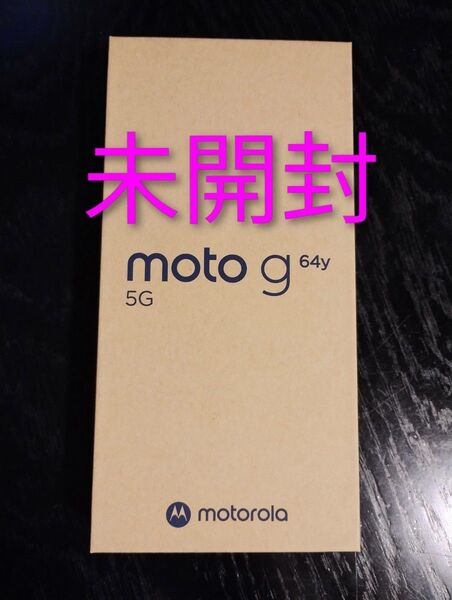 未開封
moto g 64y
5G
motorola